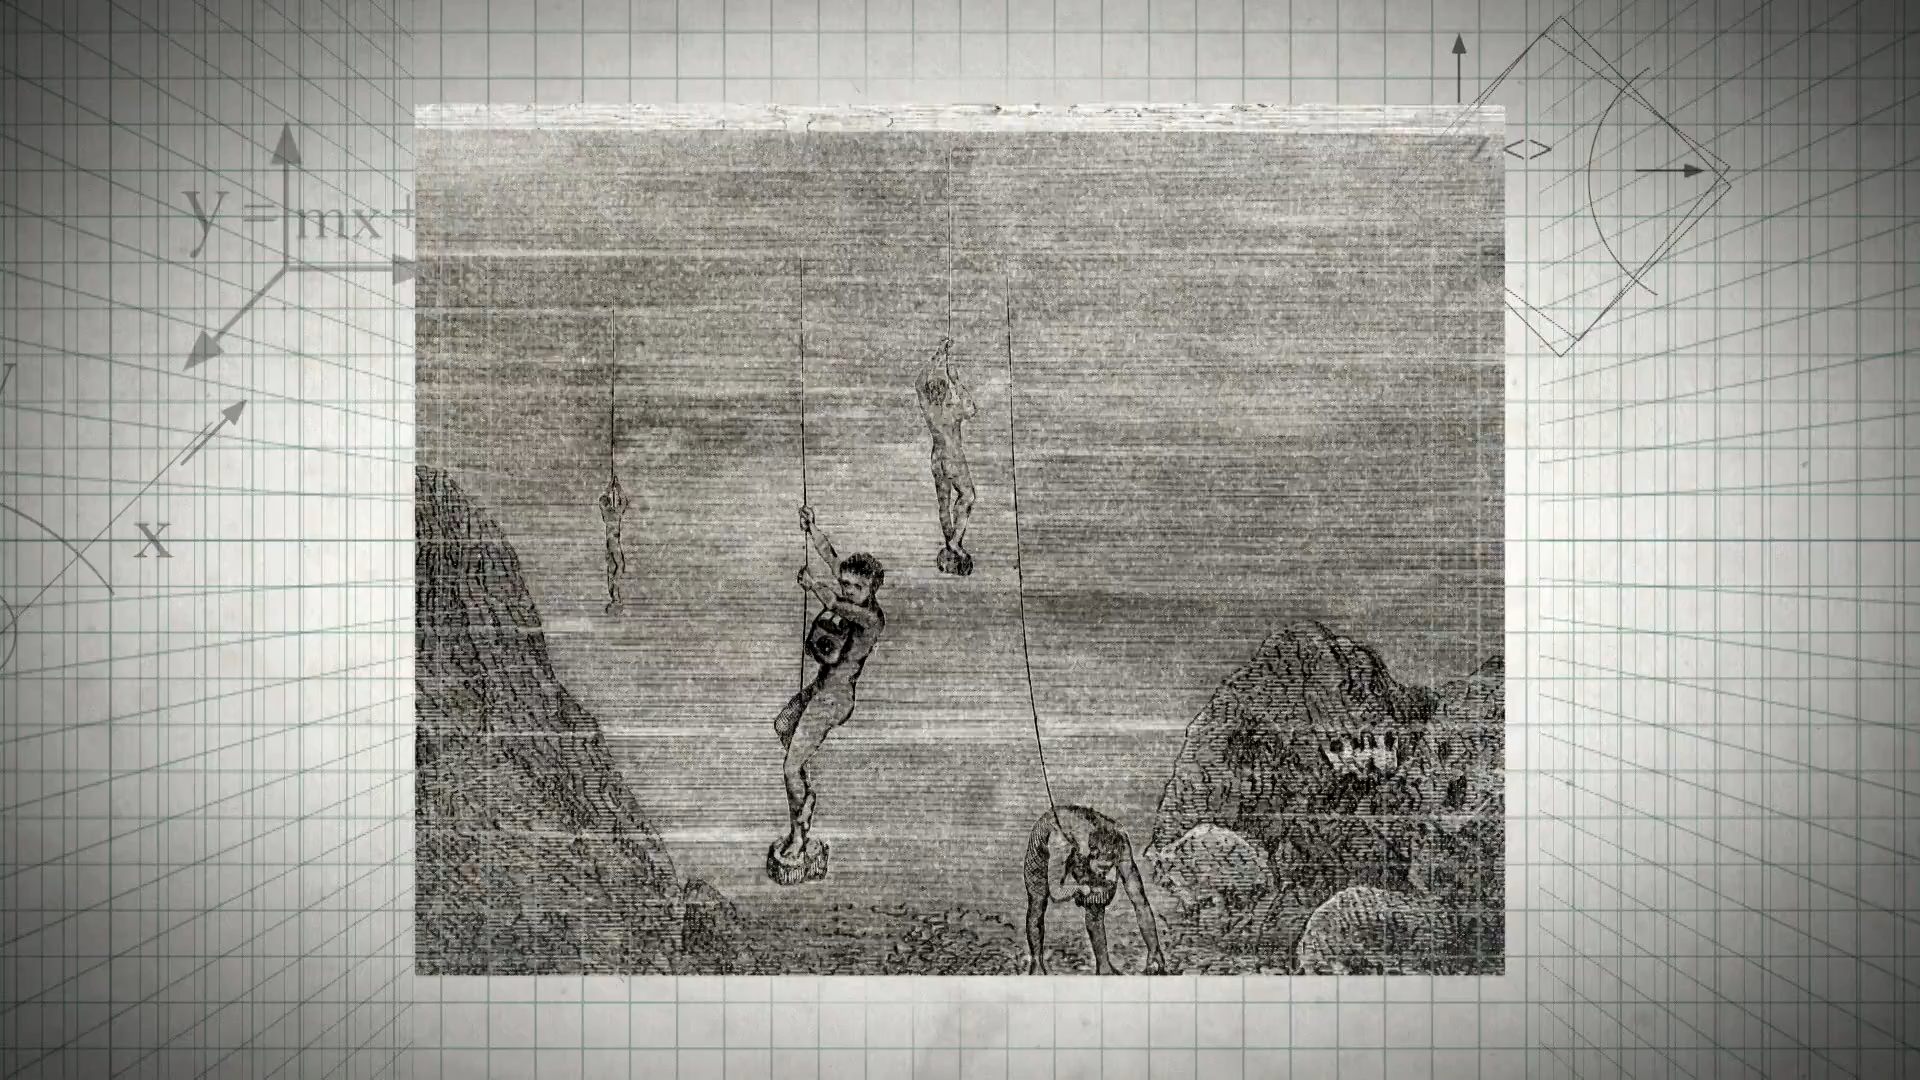 y = mx+
x
<>